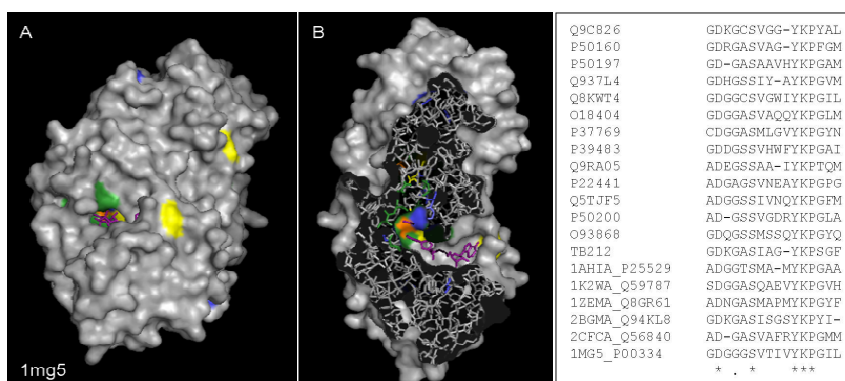 A
B
1mg5
Q9C826 GDKGCSVGG-YKPYAL
P50160 GDRGASVAG-YKPFGM
P50197 GD-GASAAVHYKPGAM
Q937L4 GDHGSSIY-AYKPGVM
Q8KWT4 GDGGCSVGWIYKPGIL
O18404 GDGGASVAQQYKPGLM
P37769 CDGGASMLGVYKPGYN
P39483 GDDGSSVHWFYKPGAI
Q9RA05 ADEGSSAA-IYKPTQM
P22441 ADGAGSVNEAYKPGPG
Q5TJF5 ADGGSSIVNQYKPGFM
P50200 AD-GSSVGDRYKPGLA
O93868 GDQGSSMSSQYKPGYQ
TB212 GDKGASIAG-YKPSGF
1AHIA_P25529 ADGGTSMA-MYKPGAA
1K2WA_Q59787 SDGGASQAEVYKPGVH
1ZEMA_Q8GR61 ADNGASMAPMYKPGYF
2BGMA_Q94KL8 GDKGASISGSYKPYI-
2CFCA_Q56840 AD-GASVAFRYKPGMM
1MG5_P00334 GDGGGSVTIVYKPGIL
* . * ***